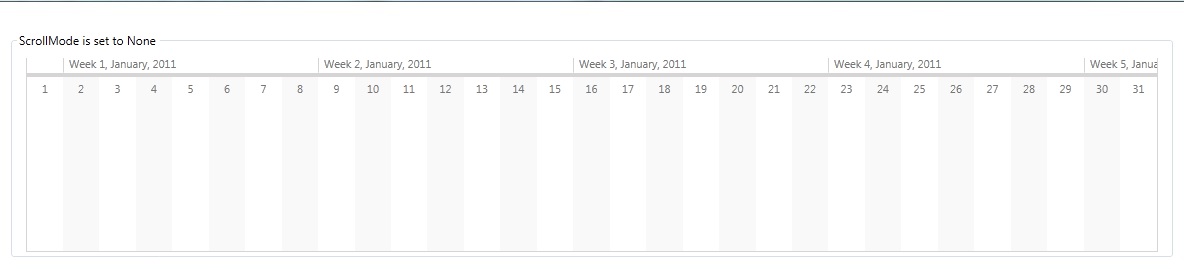 ScrollMode is set to None
Week 1, January, 2011 Week 2, January, 2011 Week 3, January, 2011 Week 4, January, 2011 Week 5, Janua
1 2 3 4 5 6 7 8 9 10 11 12 13 14 15 16 17 18 19 20 21 22 23 24 25 26 27 28 29 30 31